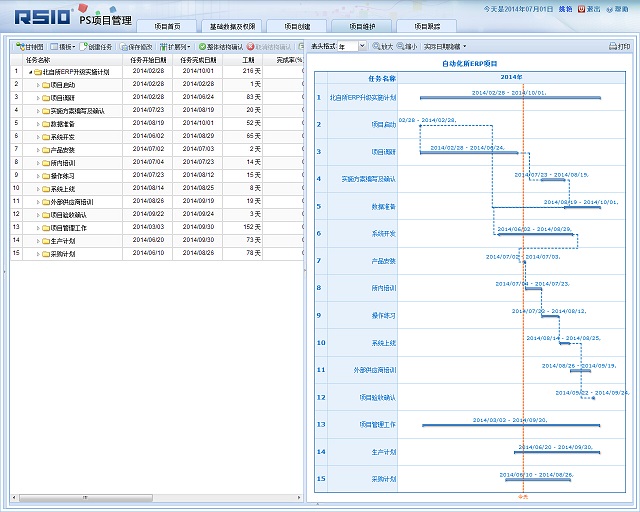 RSIO PS项目管理
今天是2014年07月01日 姚艳 退出 帮助
项目首页 基础数据及权限 项目创建 项目维护 项目跟踪
甘特图 模板 创建任务 保存修改 扩展列 整体结构确认 取消结构确认
表头格式 年 放大 缩小 实际日期隐藏 打印
任务名称 任务开始日期 任务完成日期 工期 完成率(%
1 北自所ERP升级实施计划 2014/02/28 2014/10/01 216 天
2 项目启动 2014/02/28 2014/02/28 1 天
3 项目调研 2014/02/28 2014/06/24 83 天
4 实施方案编写及确认 2014/07/23 2014/08/19 20 天
5 数据准备 2014/08/19 2014/10/01 52 天
6 系统开发 2014/06/02 2014/08/29 65 天
7 产品安装 2014/07/02 2014/07/03 2 天
8 所内培训 2014/07/04 2014/07/23 14 天
9 操作练习 2014/07/23 2014/08/12 15 天
10 系统上线 2014/08/14 2014/08/25 8 天
11 外部供应商培训 2014/08/26 2014/09/19 19 天
12 项目验收确认 2014/09/22 2014/09/24 3 天
13 项目管理工作 2014/03/03 2014/09/30 152 天
14 生产计划 2014/06/20 2014/09/30 73 天
15 采购计划 2014/06/10 2014/08/26 78 天
自动化所ERP项目
任务名称 2014年
1 北自所ERP升级实施计划 2014/02/28 - 2014/10/01.
2 项目启动 02/28 - 2014/02/28.
3 项目调研 2014/02/28 - 2014/06/24.
4 实施方案编写及确认 2014/07/23 - 2014/08/19.
5 数据准备 2014/08/19 - 2014/10/01.
6 系统开发 2014/06/02 - 2014/08/29.
7 产品安装 2014/07/02 - 2014/07/03.
8 所内培训 2014/07/04 - 2014/07/23.
9 操作练习 2014/07/23 - 2014/08/12.
10 系统上线 2014/08/14 - 2014/08/25.
11 外部供应商培训 2014/08/26 - 2014/09/19.
12 项目验收确认 2014/09/22 - 2014/09/24.
13 项目管理工作 2014/03/03 - 2014/09/30.
14 生产计划 2014/06/20 - 2014/09/30.
15 采购计划 2014/06/10 - 2014/08/26.
今天